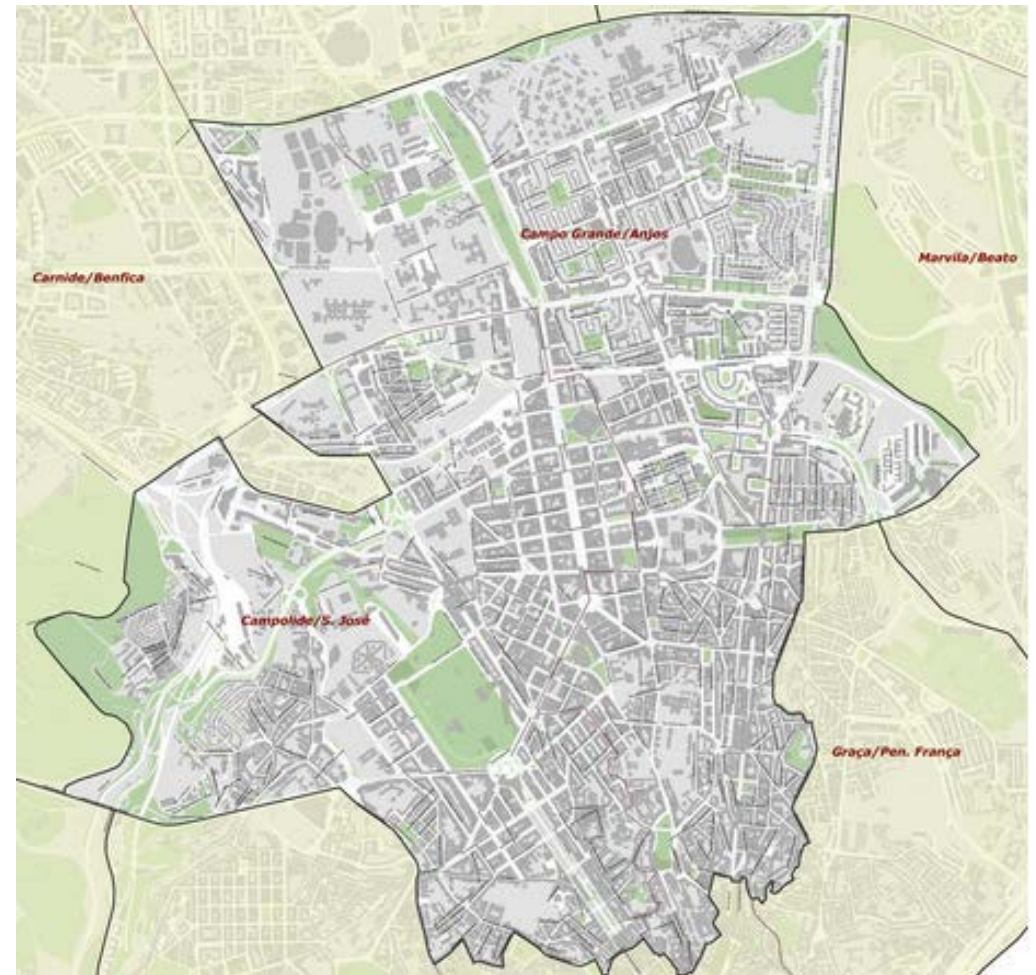 Campo Grande/Anjos
Marvila/Beato
Carnide/Benfica
Campolide/S. José
Graça/Pen. França